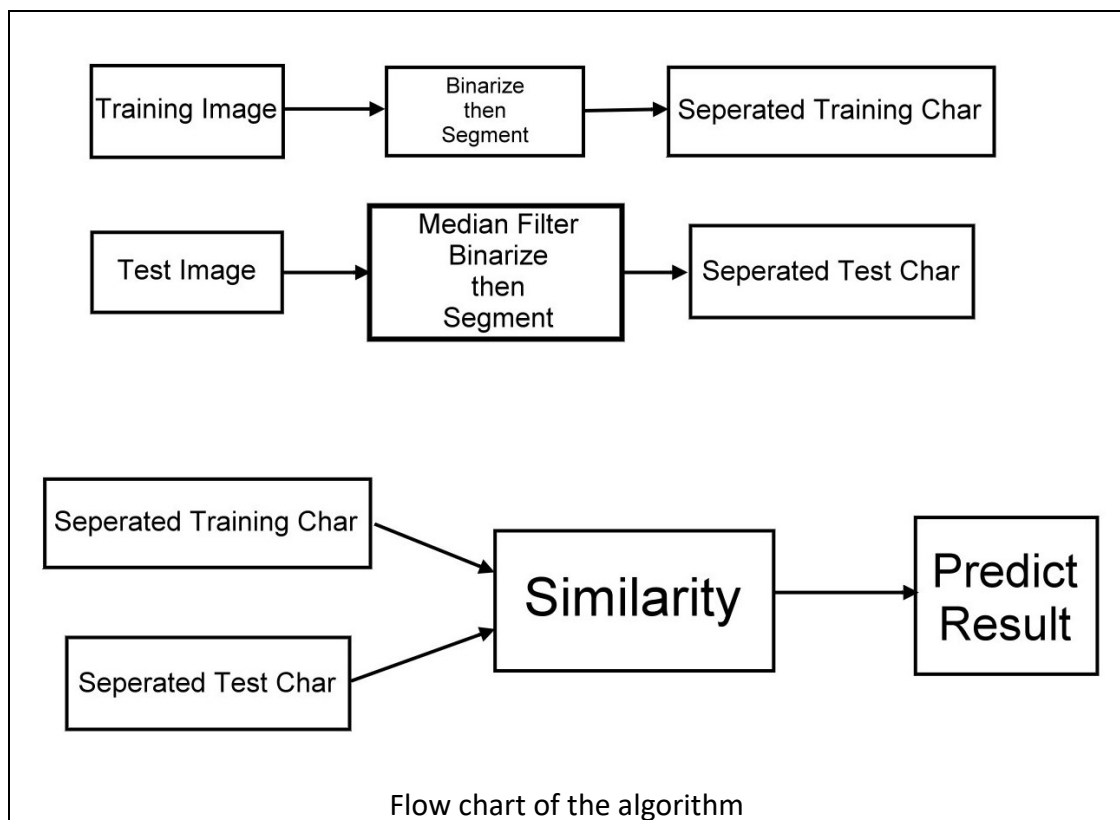 Training Image
Binarize
then
Segment
Seperated Training Char
Test Image
Median Filter
Binarize
then
Segment
Seperated Test Char
Seperated Training Char
Seperated Test Char
Similarity
Predict
Result
Flow chart of the algorithm